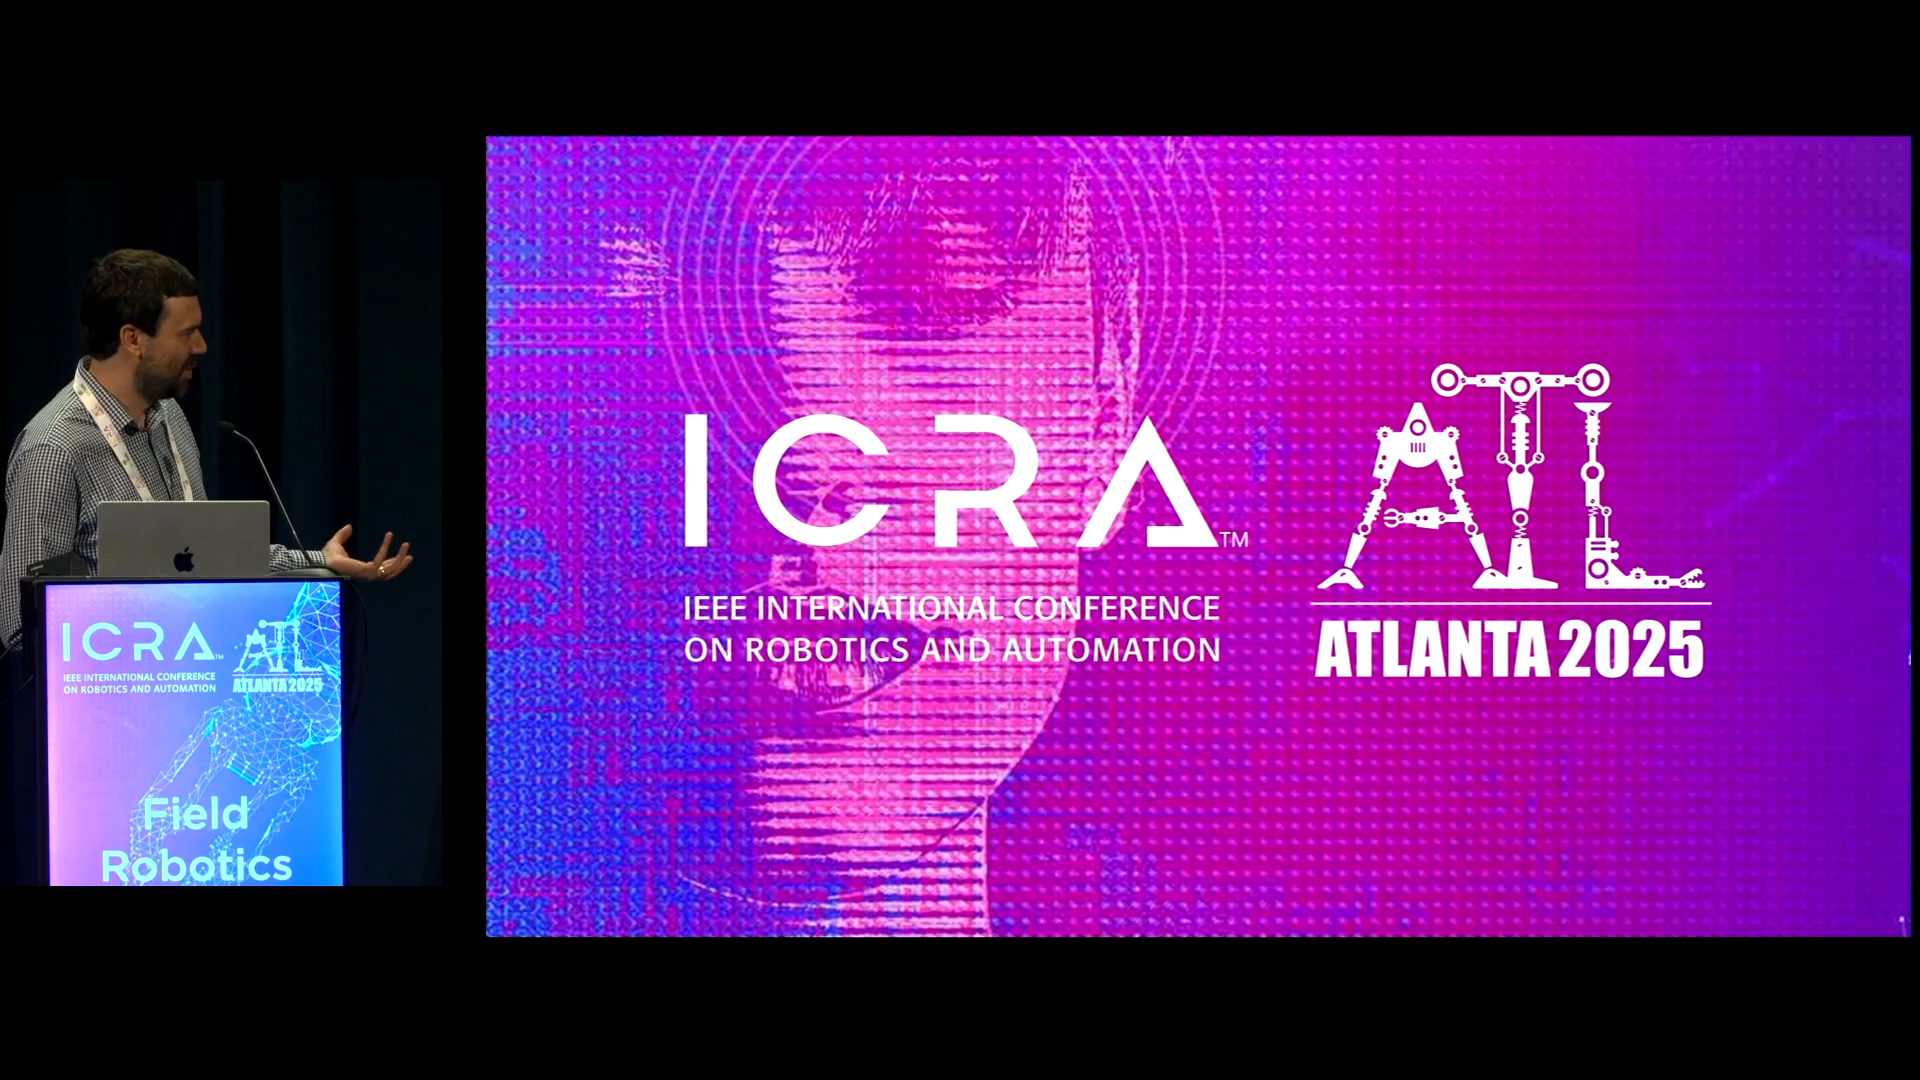 ICRA™
IEEE INTERNATIONAL CONFERENCE
ON ROBOTICS AND AUTOMATION
ATL
ATLANTA 2025
ICRA™
IEEE INTERNATIONAL CONFERENCE
ON ROBOTICS AND AUTOMATION
ATL
ATLANTA 2025
Field
Robotics